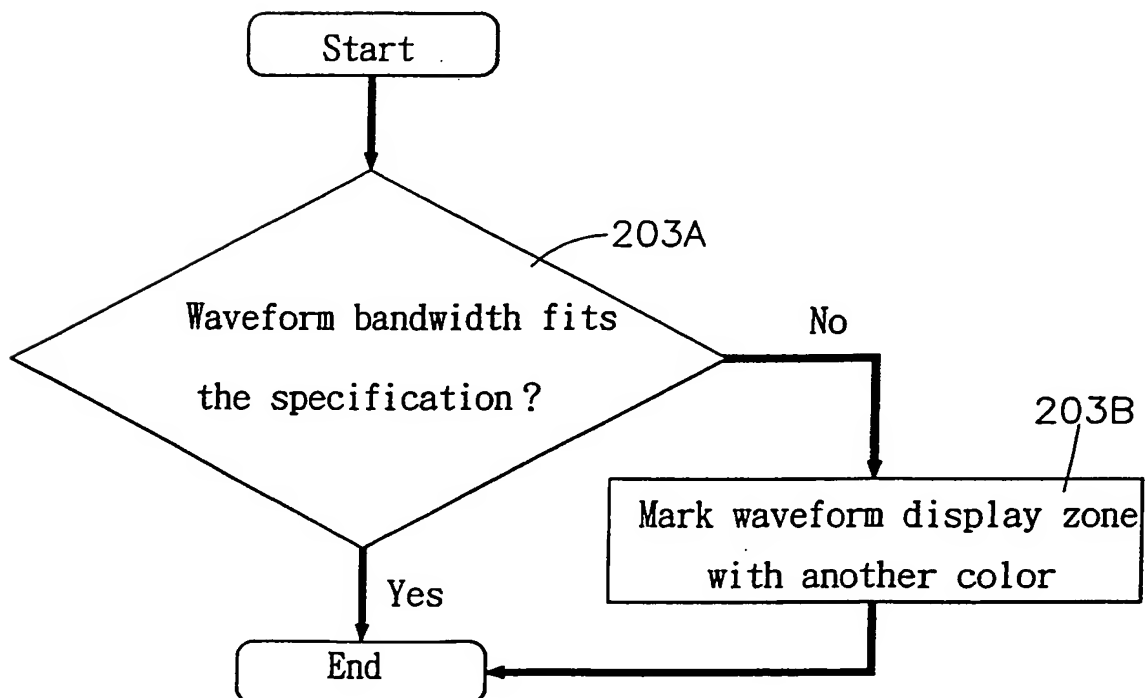 Start
203A
Waveform bandwidth fits
the specification?
No
203B
Mark waveform display zone
with another color
Yes
End